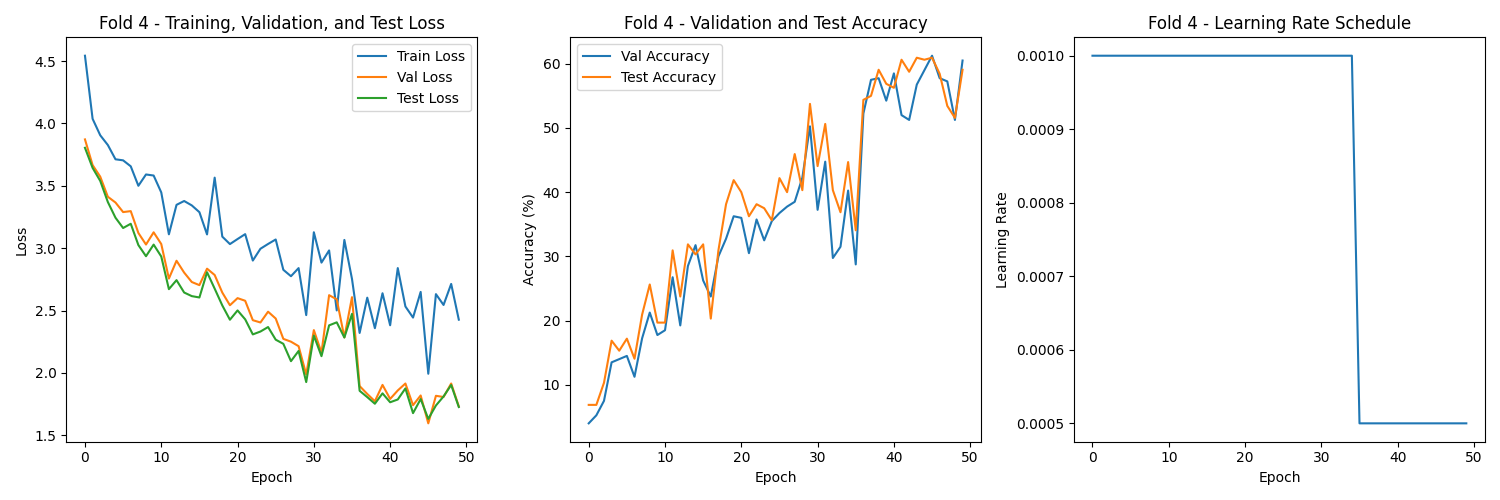 Fold 4 - Training, Validation, and Test Loss
Train Loss
Val Loss
Test Loss
4.5
4.0
3.5
3.0
2.5
2.0
1.5
Loss
0
10
20
30
40
50
Epoch
Fold 4 - Validation and Test Accuracy
Val Accuracy
Test Accuracy
60
50
40
30
20
10
Accuracy (%)
0
10
20
30
40
50
Epoch
Fold 4 - Learning Rate Schedule
0.0010
0.0009
0.0008
0.0007
0.0006
0.0005
Learning Rate
0
10
20
30
40
50
Epoch